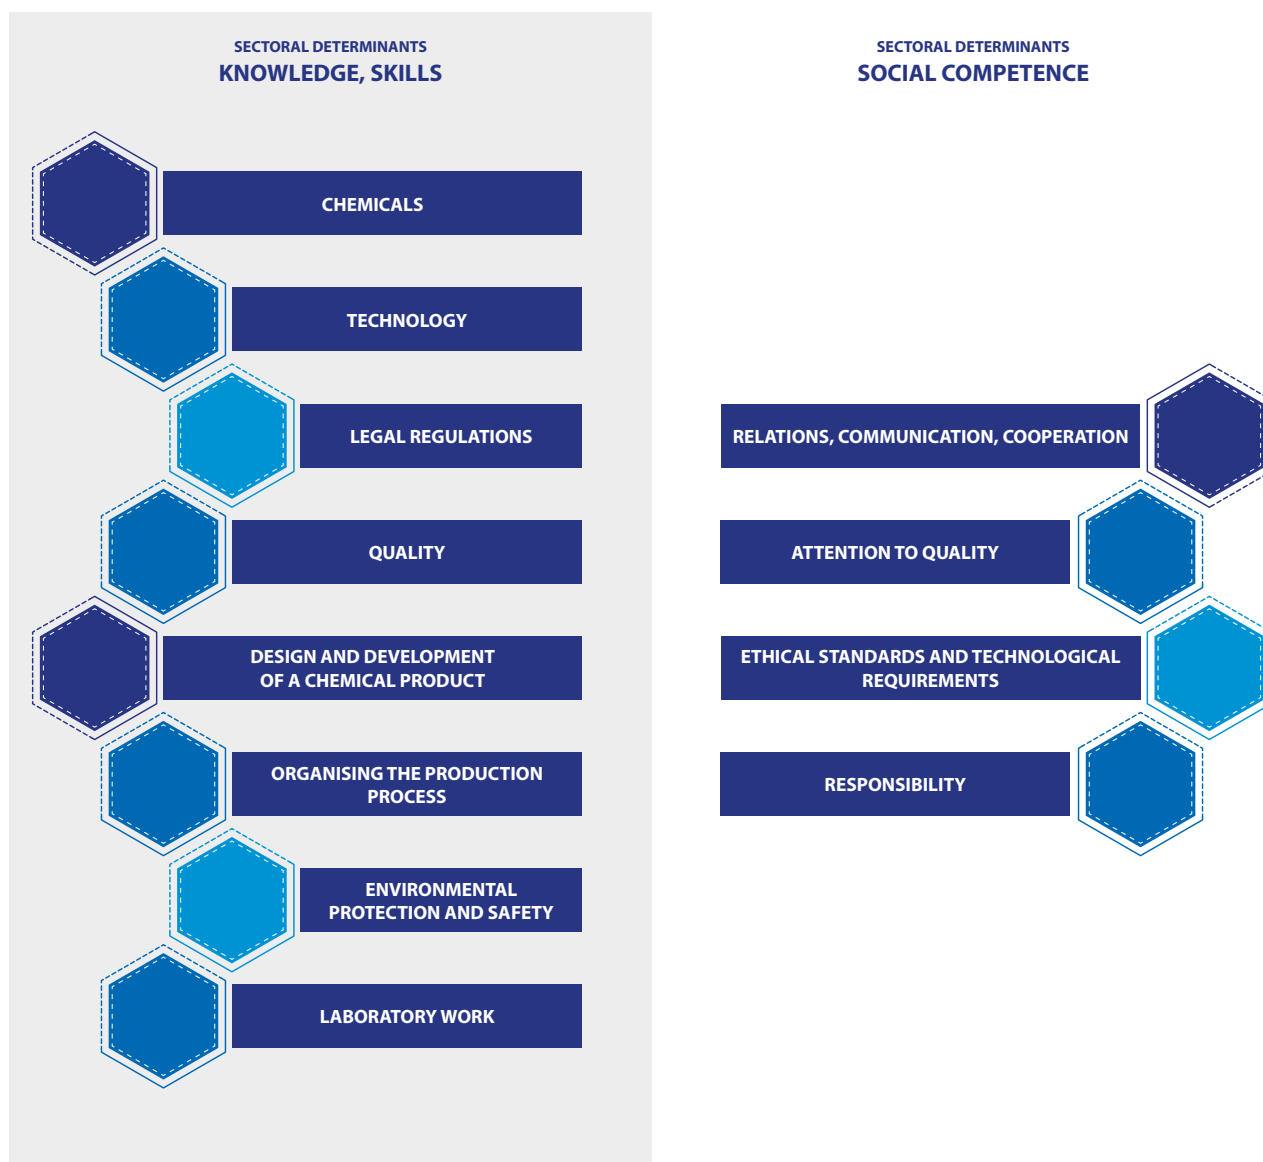 SECTORAL DETERMINANTS
KNOWLEDGE, SKILLS
CHEMICALS
TECHNOLOGY
LEGAL REGULATIONS
QUALITY
DESIGN AND DEVELOPMENT
OF A CHEMICAL PRODUCT
ORGANISING THE PRODUCTION
PROCESS
ENVIRONMENTAL
PROTECTION AND SAFETY
LABORATORY WORK
SECTORAL DETERMINANTS
SOCIAL COMPETENCE
RELATIONS, COMMUNICATION, COOPERATION
ATTENTION TO QUALITY
ETHICAL STANDARDS AND TECHNOLOGICAL
REQUIREMENTS
RESPONSIBILITY